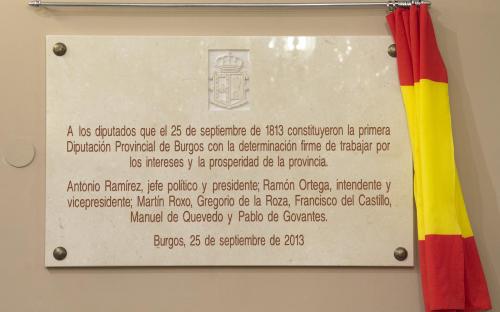 A los diputados que el 25 de septiembre de 1813 constituyeron la primera
Diputación Provincial de Burgos con la determinación firme de trabajar por
los intereses y la prosperidad de la provincia.
Antonio Ramírez, jefe político y presidente; Ramón Ortega, intendente y
vicepresidente; Martín Roxo, Gregorio de la Roza, Francisco del Castillo,
Manuel de Quevedo y Pablo de Govantes.
Burgos, 25 de septiembre de 2013